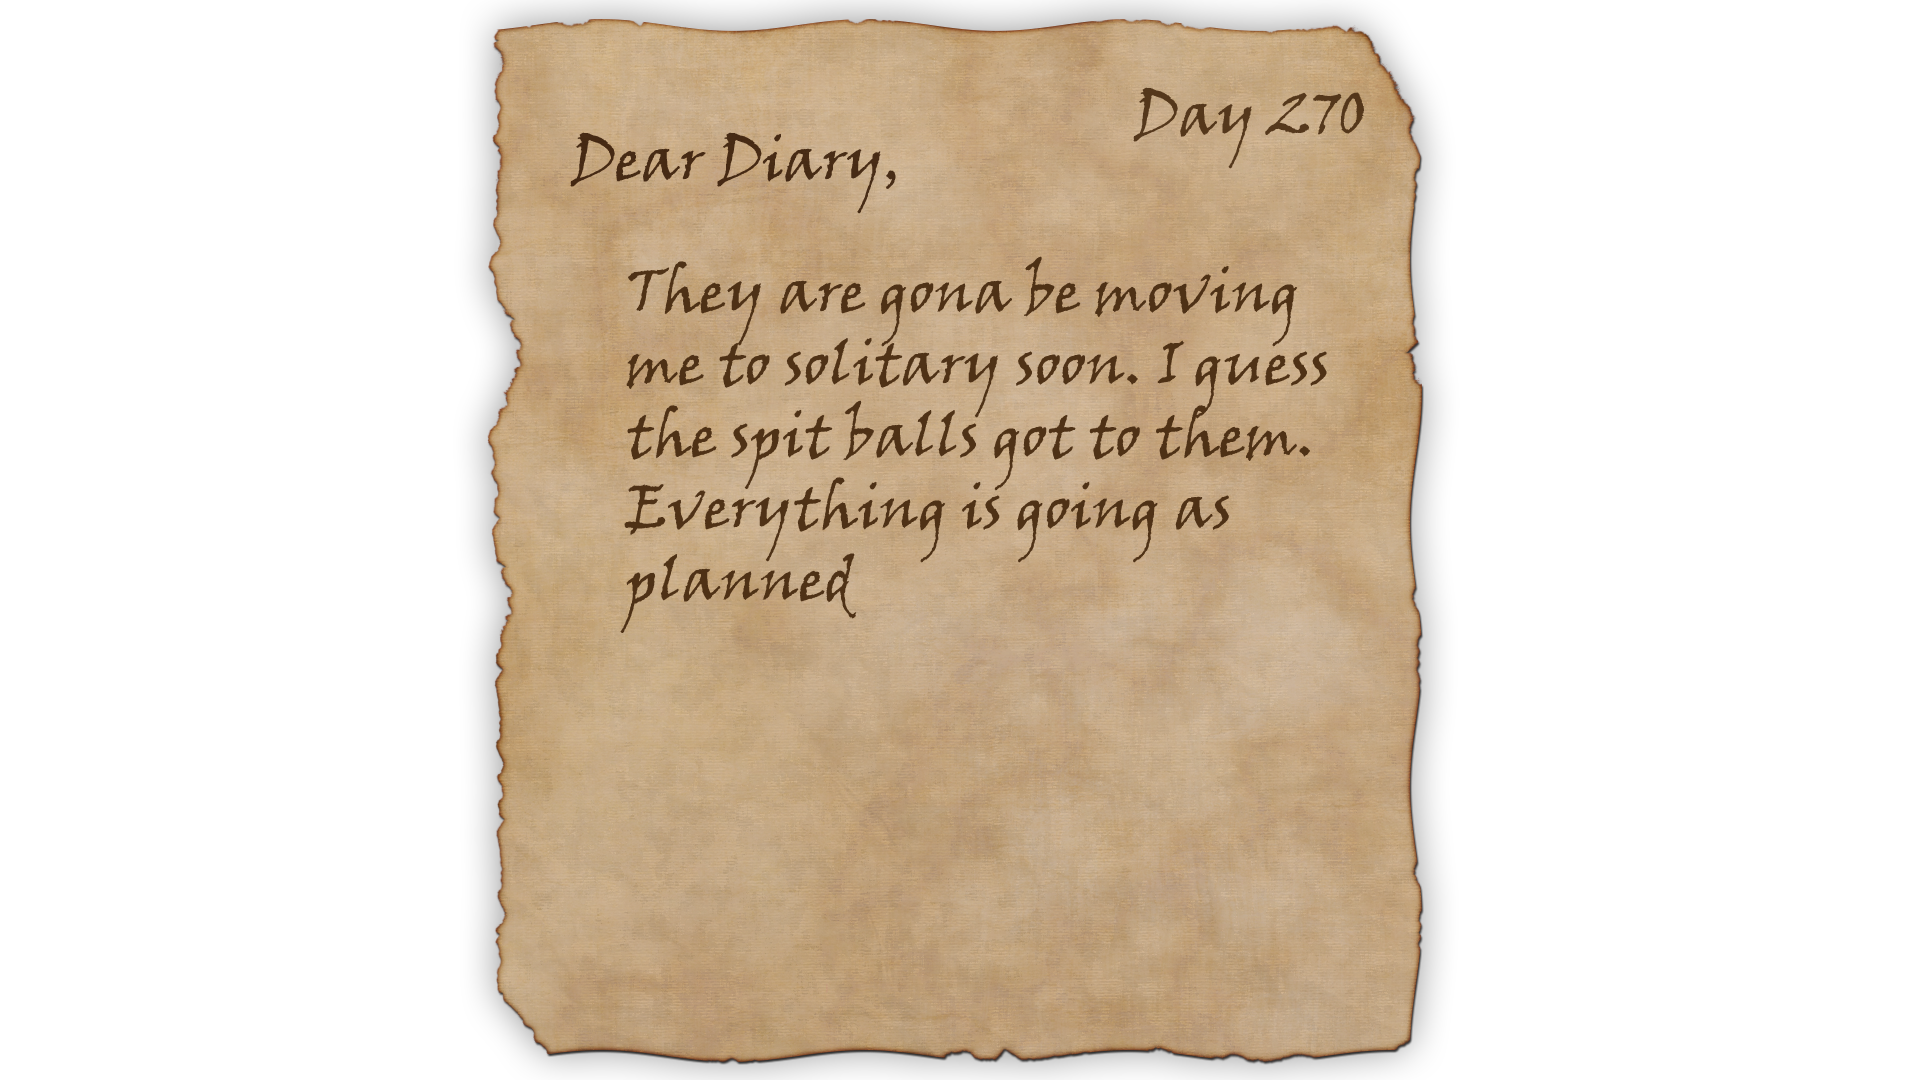 Day 270
Dear Diary,
They are gona be moving
me to solitary soon. I guess
the spit balls got to them.
Everything is going as
planned